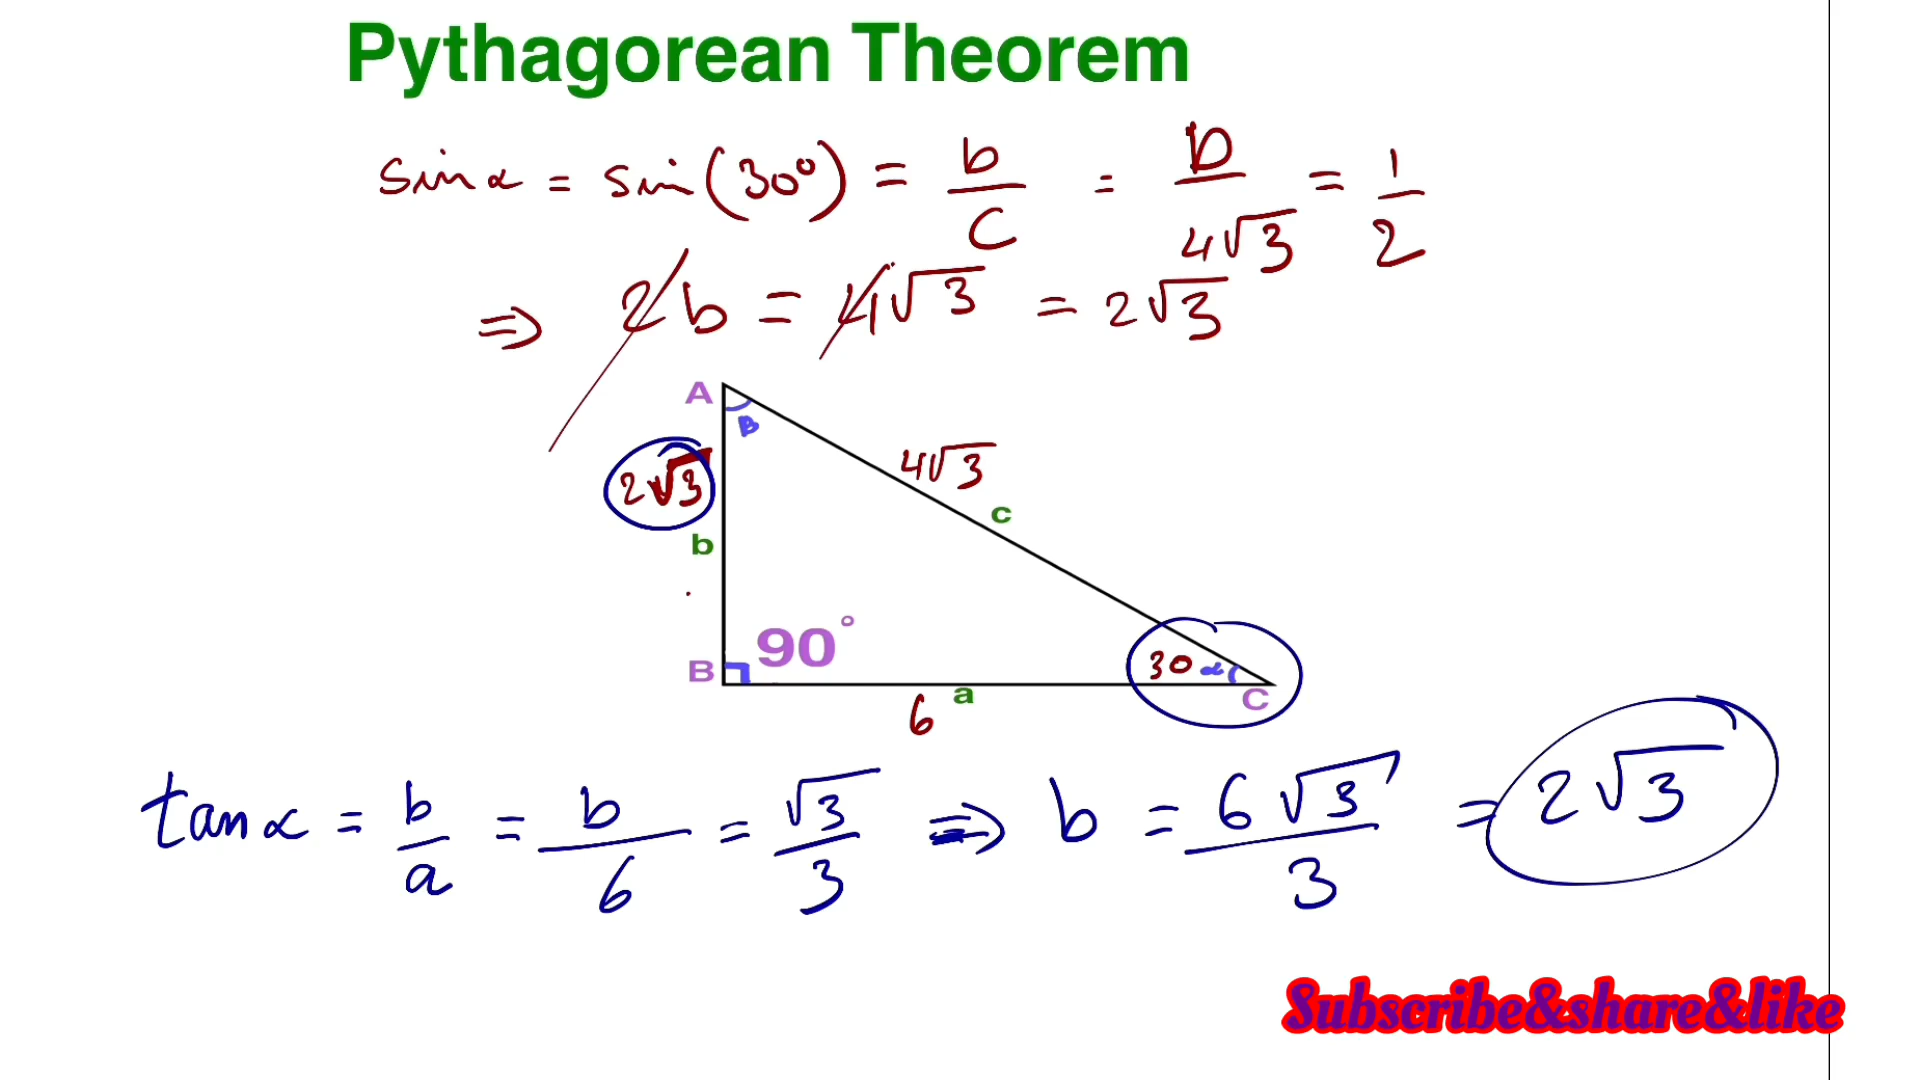 Pythagorean Theorem
sin α = sin (30°) = b/c = b/4√3 = 1/2
⇒ 2b = 4√3 = 2√3
A
B
4√3
2√3
c
b
90°
30 α
B
a
C
6
tan α = b/a = b/6 = √3/3 ⇒ b = 6√3/3 = 2√3
Subscribe&share&like